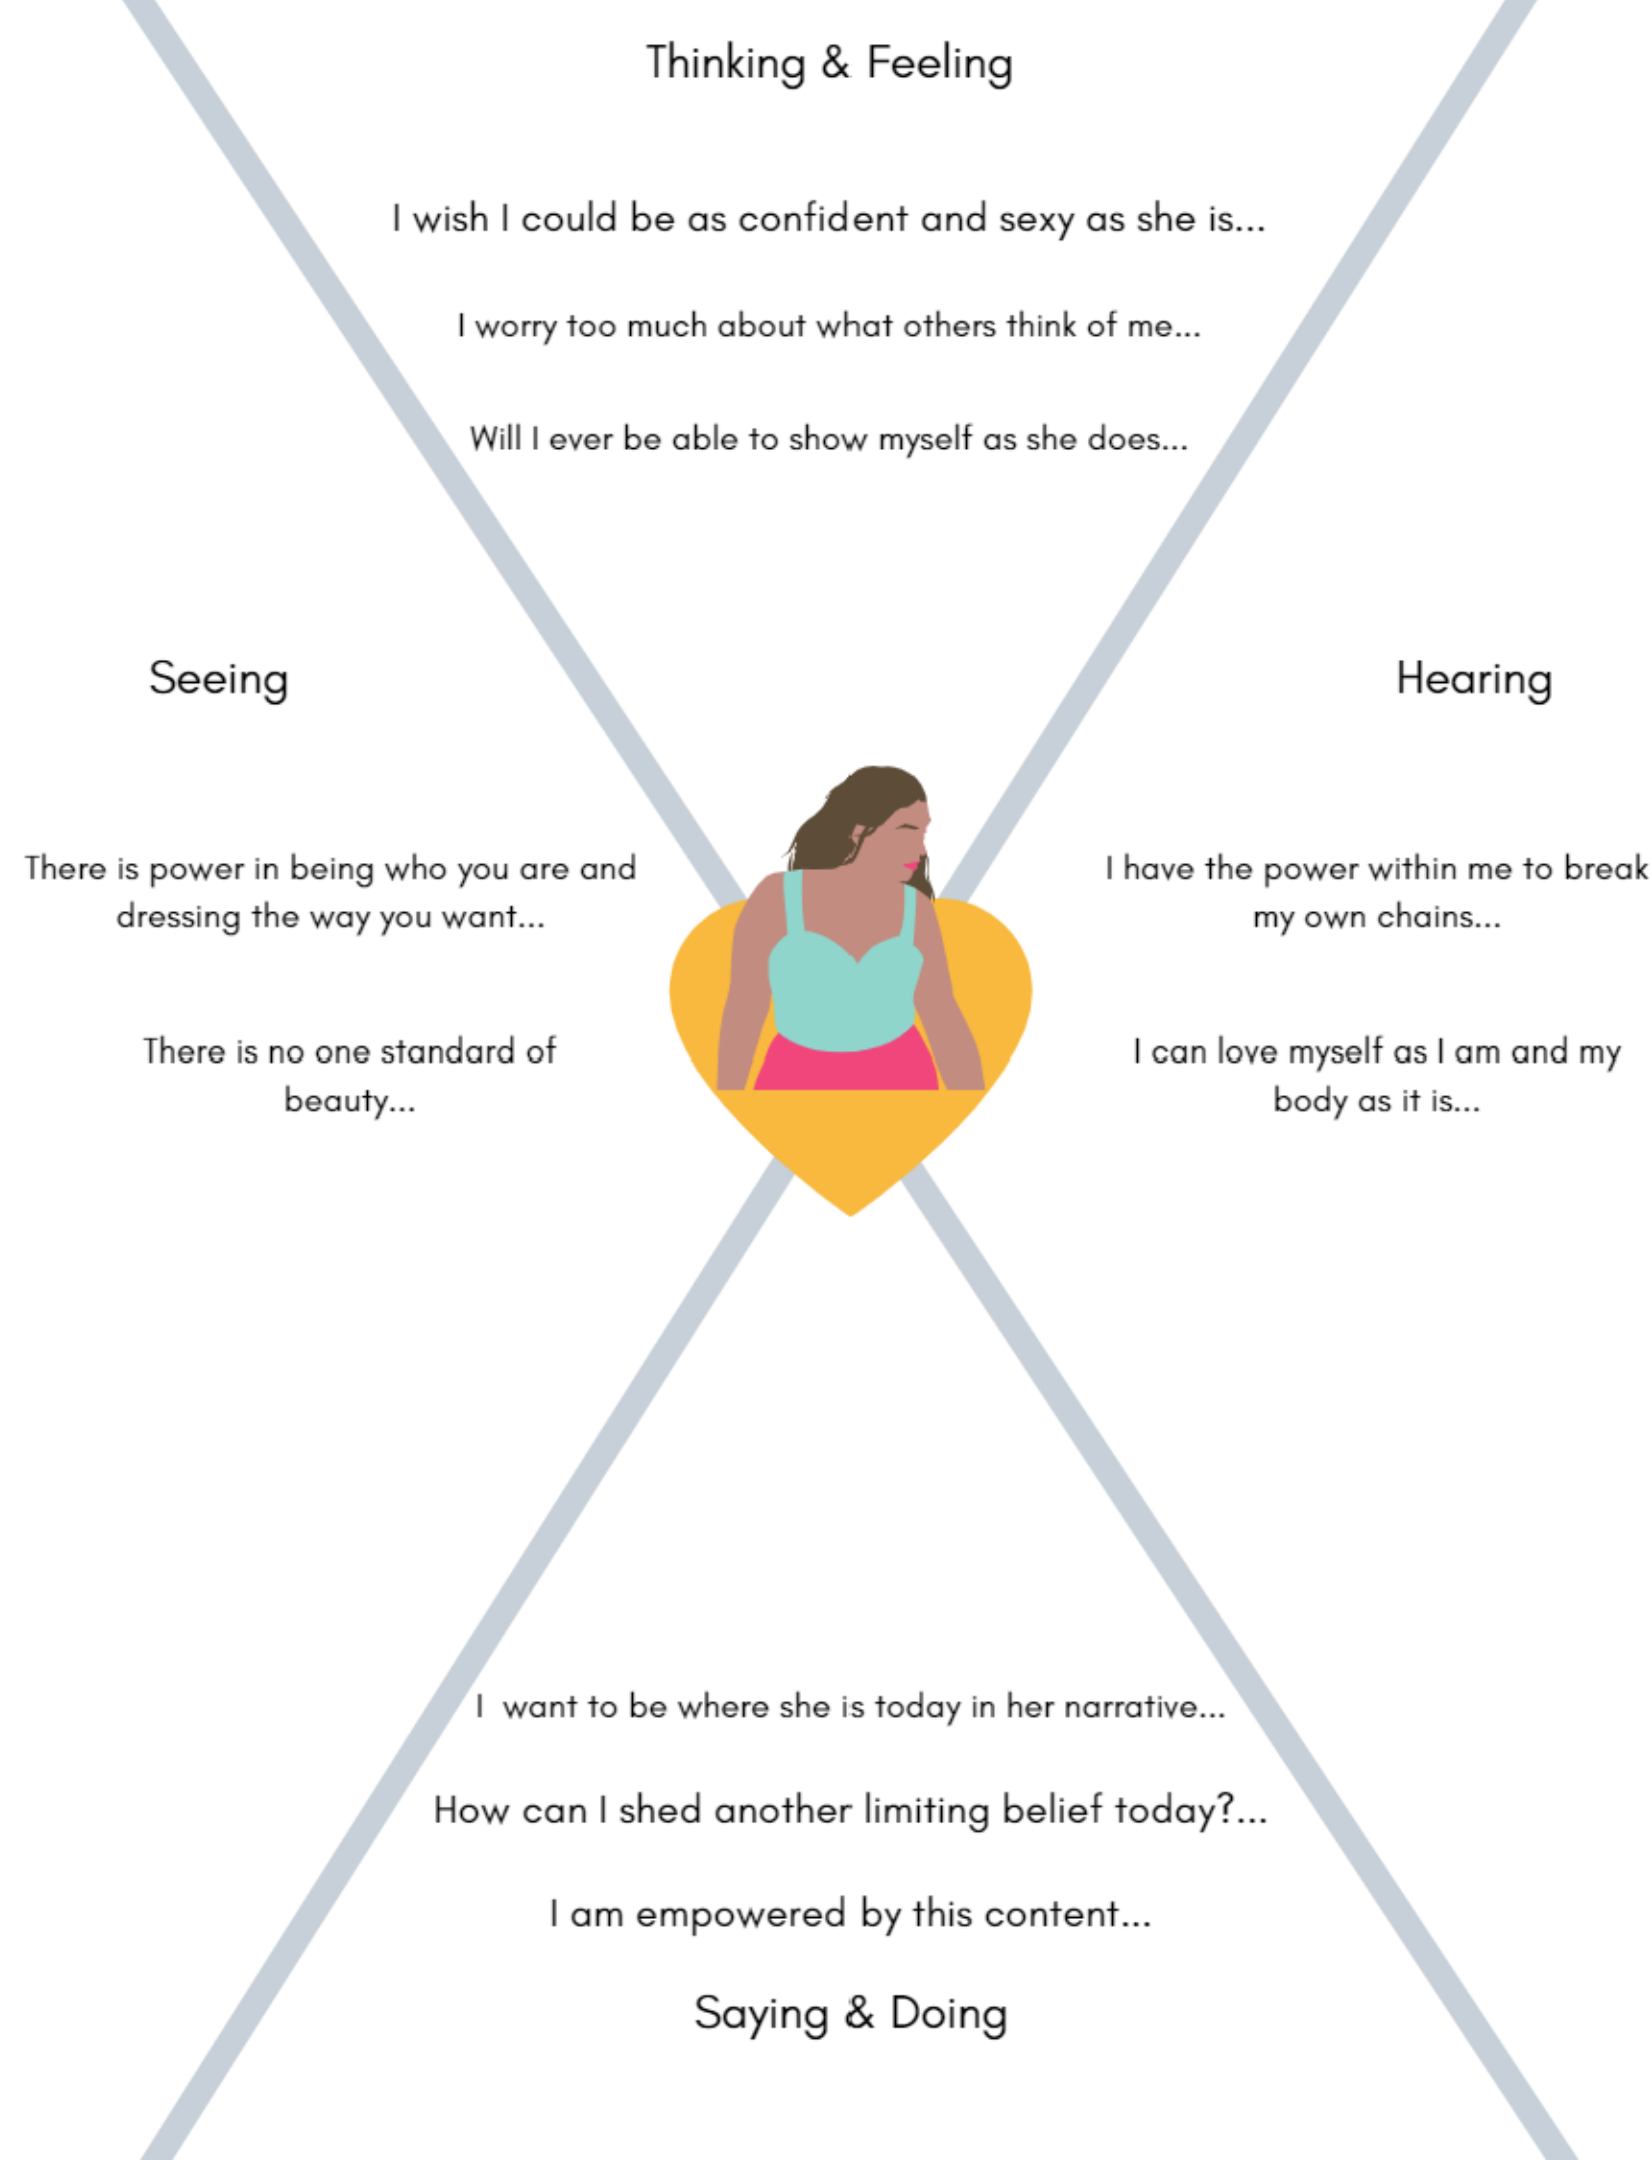 Thinking & Feeling
I wish I could be as confident and sexy as she is...
I worry too much about what others think of me...
Will I ever be able to show myself as she does...
Seeing
There is power in being who you are and
dressing the way you want...
There is no one standard of
beauty...
Hearing
I have the power within me to break
my own chains...
I can love myself as I am and my
body as it is...
I  want to be where she is today in her narrative...
How can I shed another limiting belief today?...
I am empowered by this content...
Saying & Doing